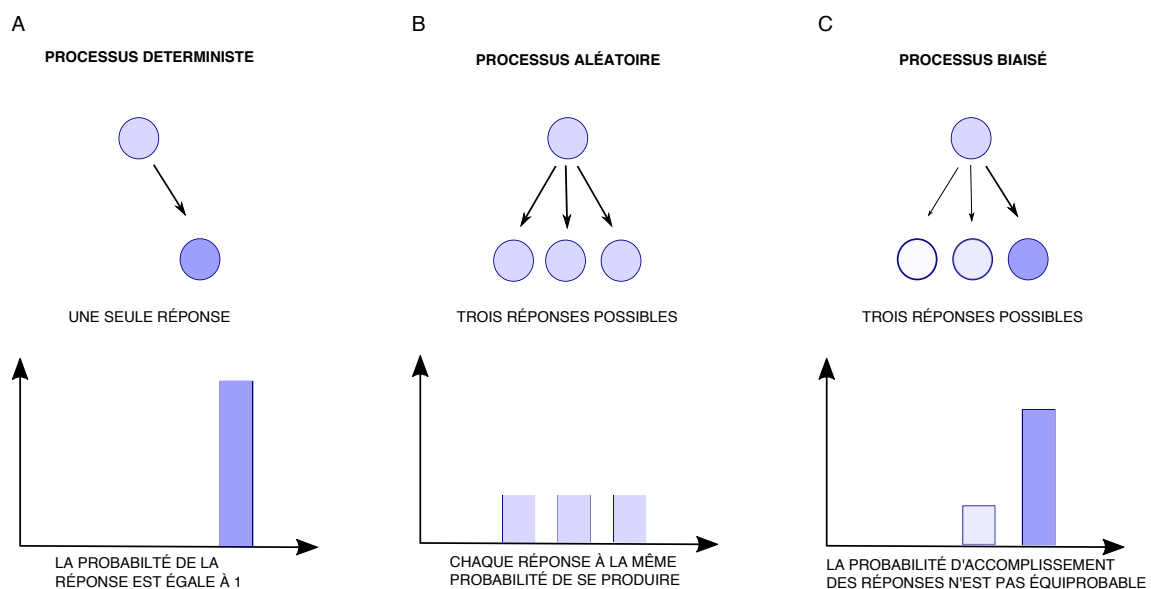 A
PROCESSUS DETERMINISTE
UNE SEULE RÉPONSE
LA PROBABILTÉ DE LA
RÉPONSE EST ÉGALE À 1
B
PROCESSUS ALÉATOIRE
TROIS RÉPONSES POSSIBLES
CHAQUE RÉPONSE À LA MÊME
PROBABILITÉ DE SE PRODUIRE
C
PROCESSUS BIAISÉ
TROIS RÉPONSES POSSIBLES
LA PROBABILITÉ D'ACCOMPLISSEMENT
DES RÉPONSES N'EST PAS ÉQUIPROBABLE